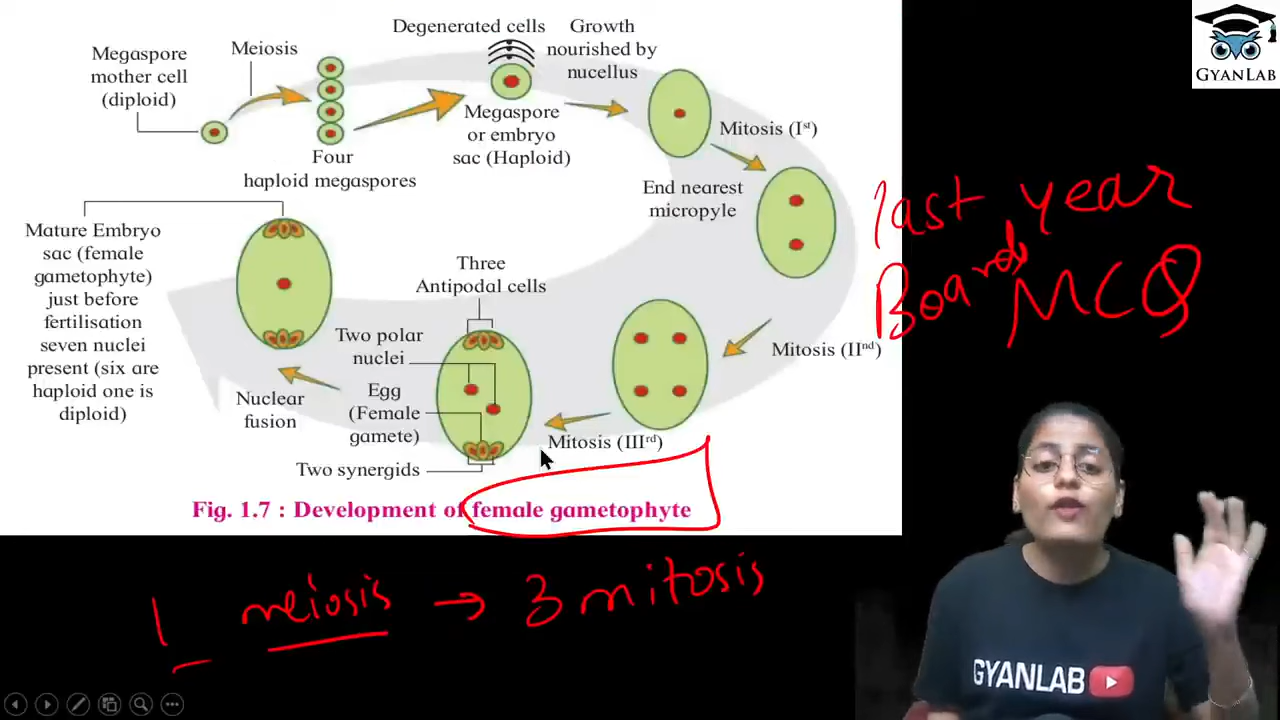 Megaspore
mother cell
(diploid)
Meiosis
Four
haploid megaspores
Degenerated cells
Megaspore
or embryo
sac (Haploid)
Growth
nourished by
nucellus
Mitosis (Iˢᵗ)
End nearest
micropyle
Mitosis (IIⁿᵈ)
Mitosis (IIIʳᵈ)
Three
Antipodal cells
Two polar
nuclei
Egg
(Female
gamete)
Two synergids
Nuclear
fusion
Mature Embryo
sac (female
gametophyte)
just before
fertilisation
seven nuclei
present (six are
haploid one is
diploid)
Fig. 1.7 : Development of female gametophyte
last year
Boards MCQ
1 meiosis → 3 mitosis
GYANLAB
GYANLAB